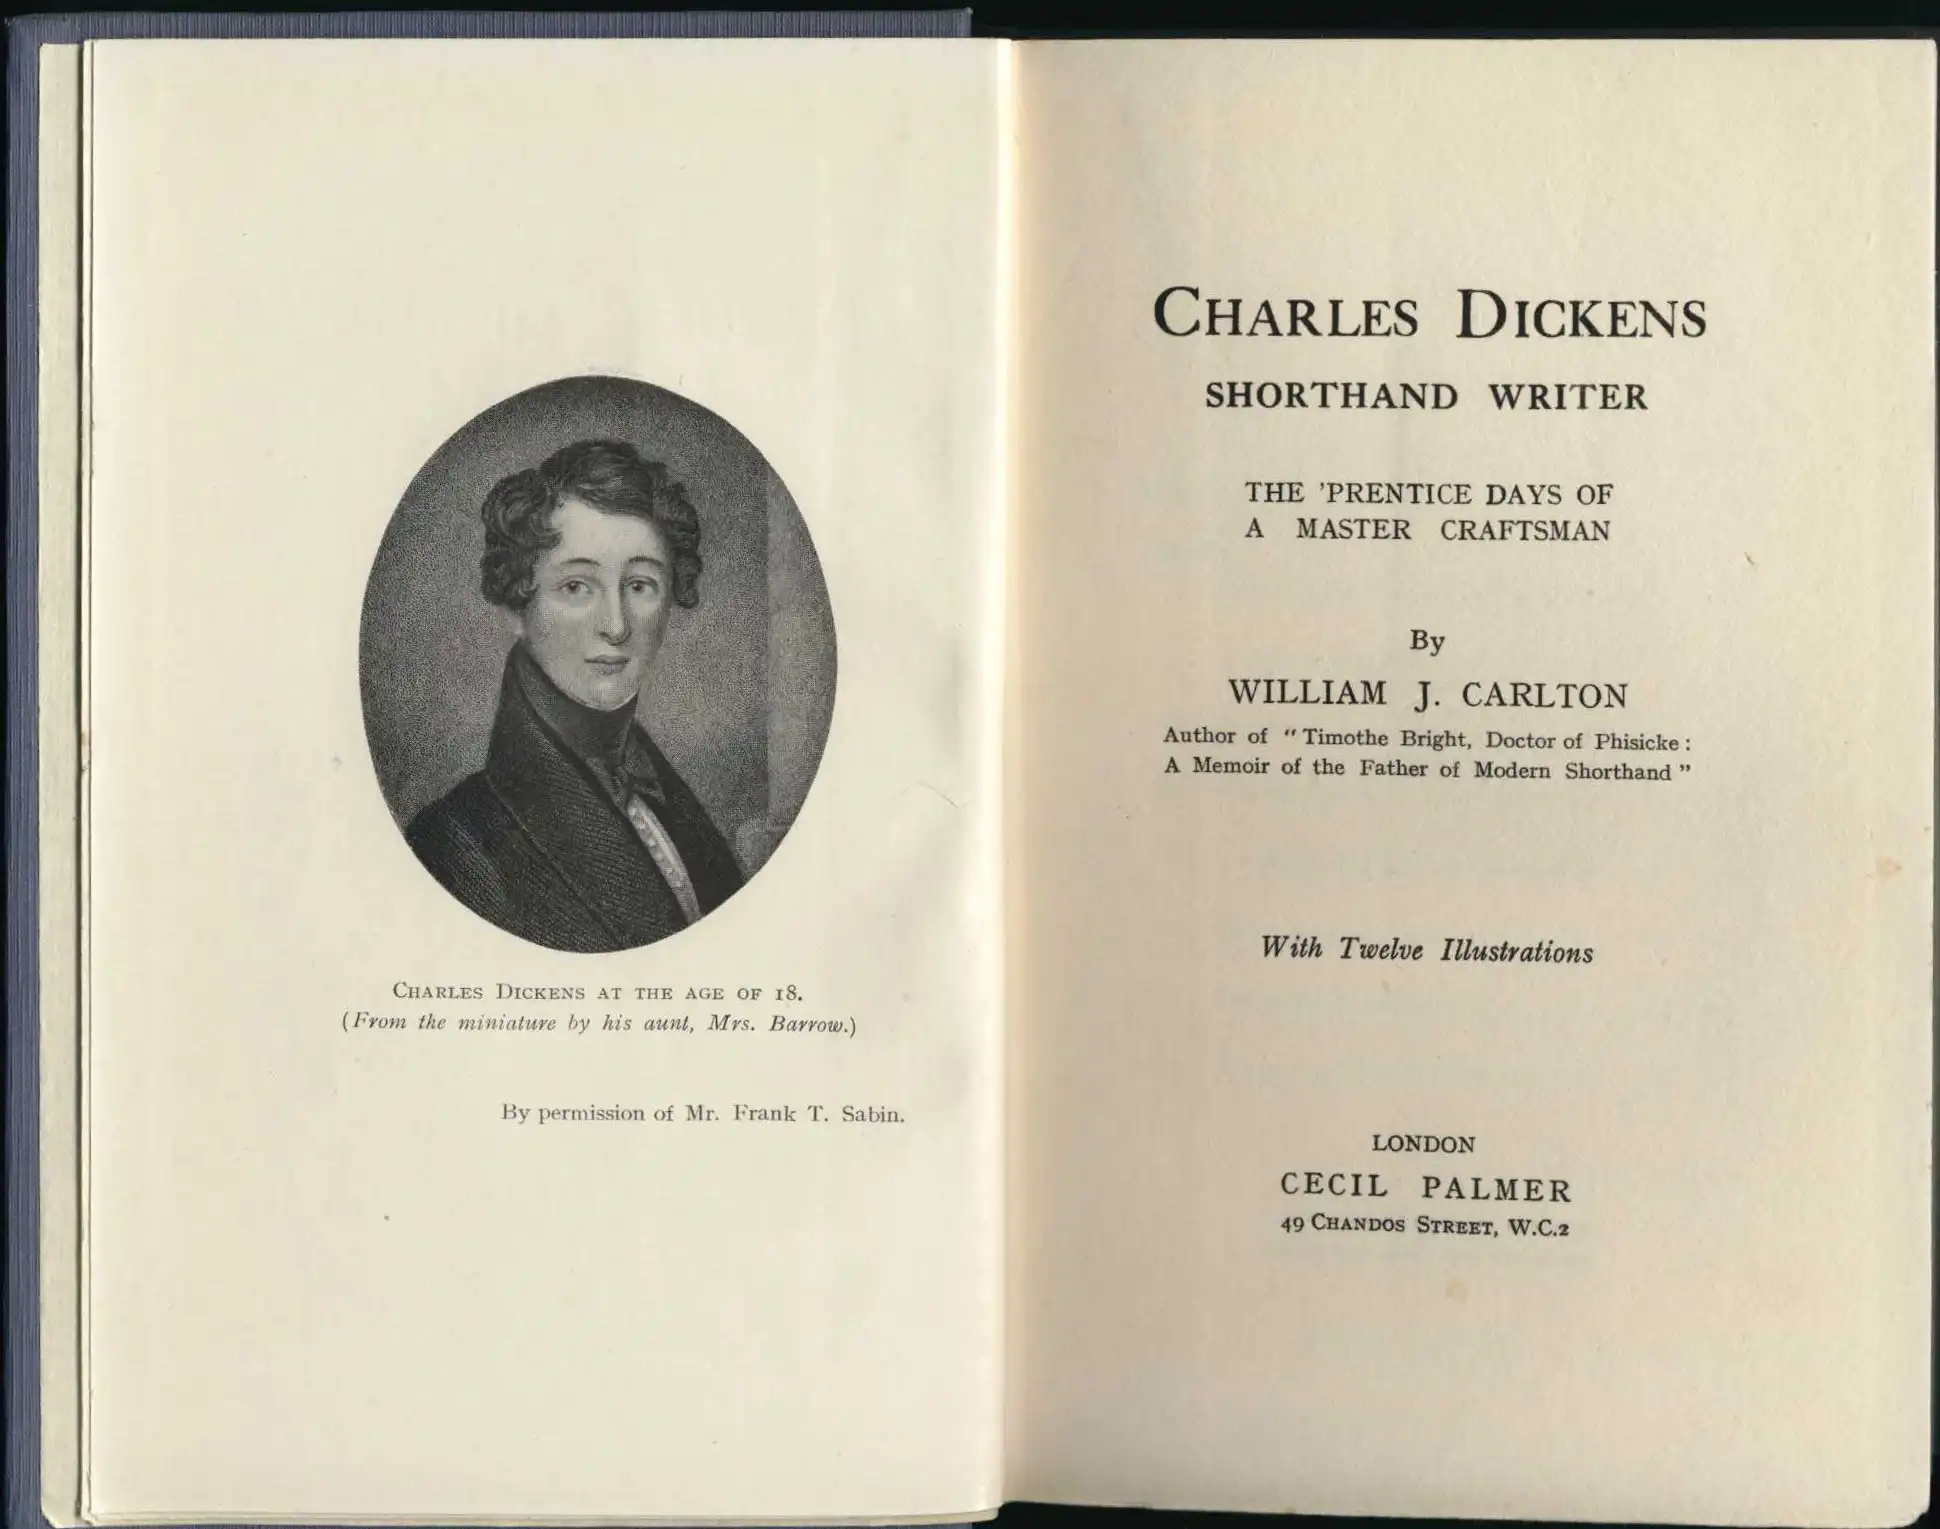 CHARLES DICKENS AT THE AGE OF 18.
(From the miniature by his aunt, Mrs. Barrow.)
By permission of Mr. Frank T. Sabin.
CHARLES DICKENS
SHORTHAND WRITER
THE ’PRENTICE DAYS OF
A MASTER CRAFTSMAN
By
WILLIAM J. CARLTON
Author of “Timothe Bright, Doctor of Phisicke:
A Memoir of the Father of Modern Shorthand”
With Twelve Illustrations
LONDON
CECIL PALMER
49 CHANDOS STREET, W.C.2